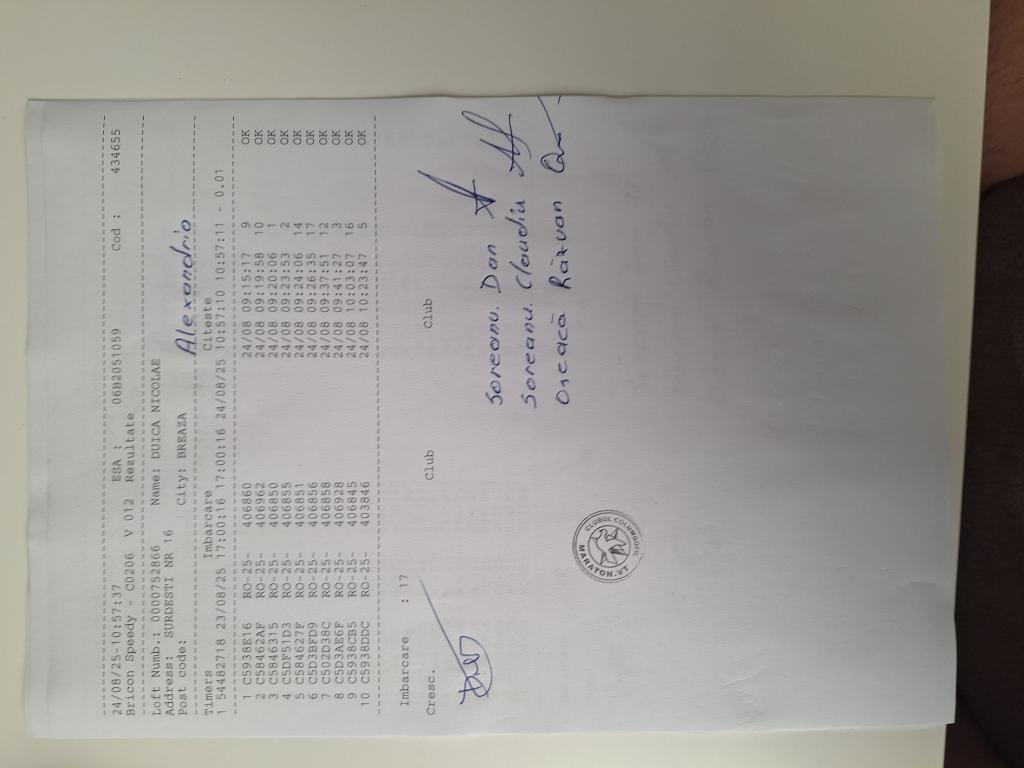 24/08/25-10:57:37
Bricon Speedy - C0206 V 012 ESA : 06B2051059 Cod : 434655
Rezultate
Loft Numb.: 0000752866 Name: DUICA NICOLAE
Address: SURDESTI NR 16
Post code: City: BREAZA Alexandria
Timers Imbarcare Citeste
1 54482718 23/08/25 17:00:16 17:00:16 24/08/25 10:57:10 10:57:11 - 0.01
1 C5938E16 RO-25- 406860 24/08 09:15:17 9 OK
2 C58462AF RO-25- 406962 24/08 09:19:58 10 OK
3 C5846315 RO-25- 406850 24/08 09:20:06 1 OK
4 C5DF51D3 RO-25- 406855 24/08 09:23:53 2 OK
5 C584627F RO-25- 406851 24/08 09:24:06 14 OK
6 C5D3BFD9 RO-25- 406856 24/08 09:26:35 17 OK
7 C502D38C RO-25- 406858 24/08 09:37:51 12 OK
8 C5D3AE6F RO-25- 406928 24/08 09:41:27 3 OK
9 C5938CB5 RO-25- 406845 24/08 10:03:07 16 OK
10 C5938DDC RO-25- 403846 24/08 10:23:47 5 OK
Imbarcare : 17
Cresc. Club Club
Soreanu. Dan
Soreanu. Claudiu
Oneacă Răzvan
CLUBUL COLUMBOFIL
MARATON.VT